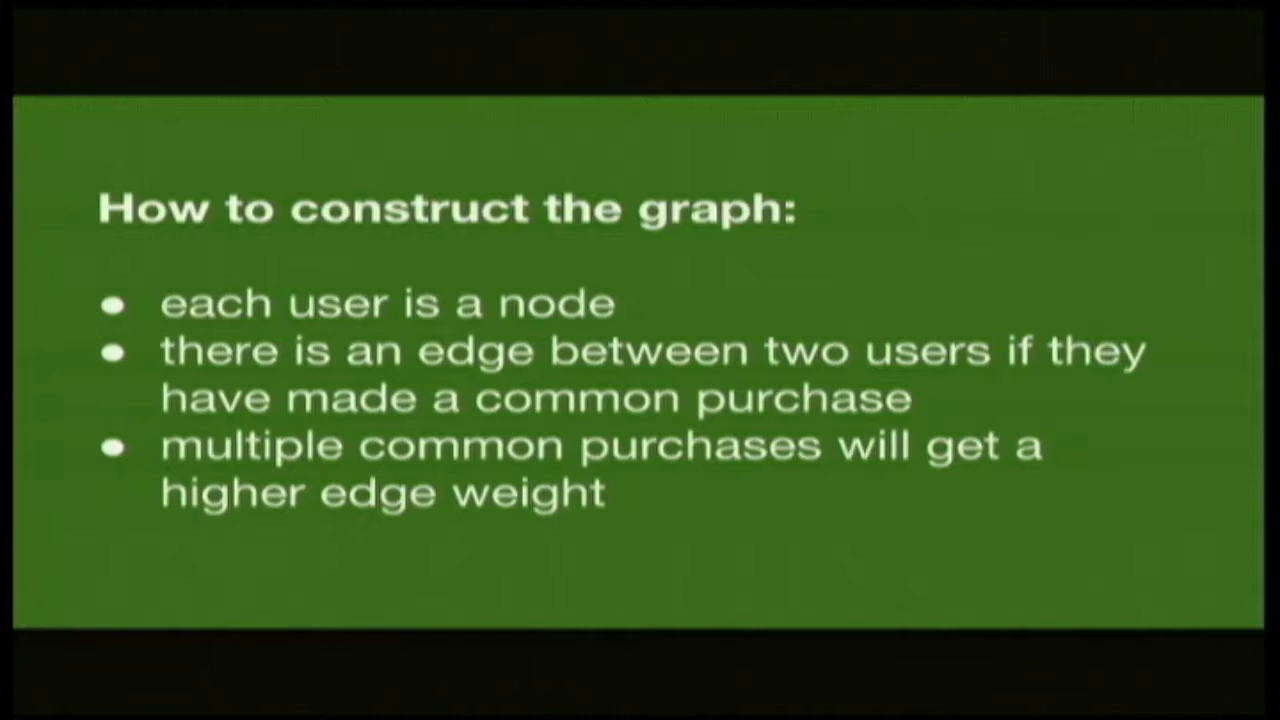 How to construct the graph:
● each user is a node
● there is an edge between two users if they
have made a common purchase
● multiple common purchases will get a
higher edge weight